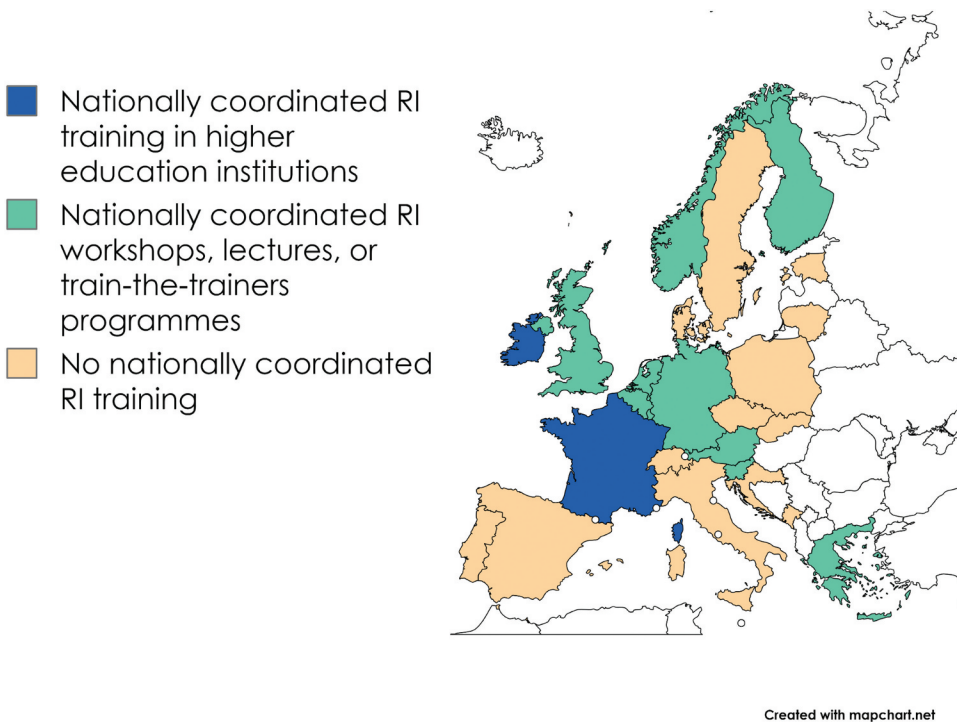 Nationally coordinated RI
training in higher
education institutions
Nationally coordinated RI
workshops, lectures, or
train-the-trainers
programmes
No nationally coordinated
RI training
Created with mapchart.net